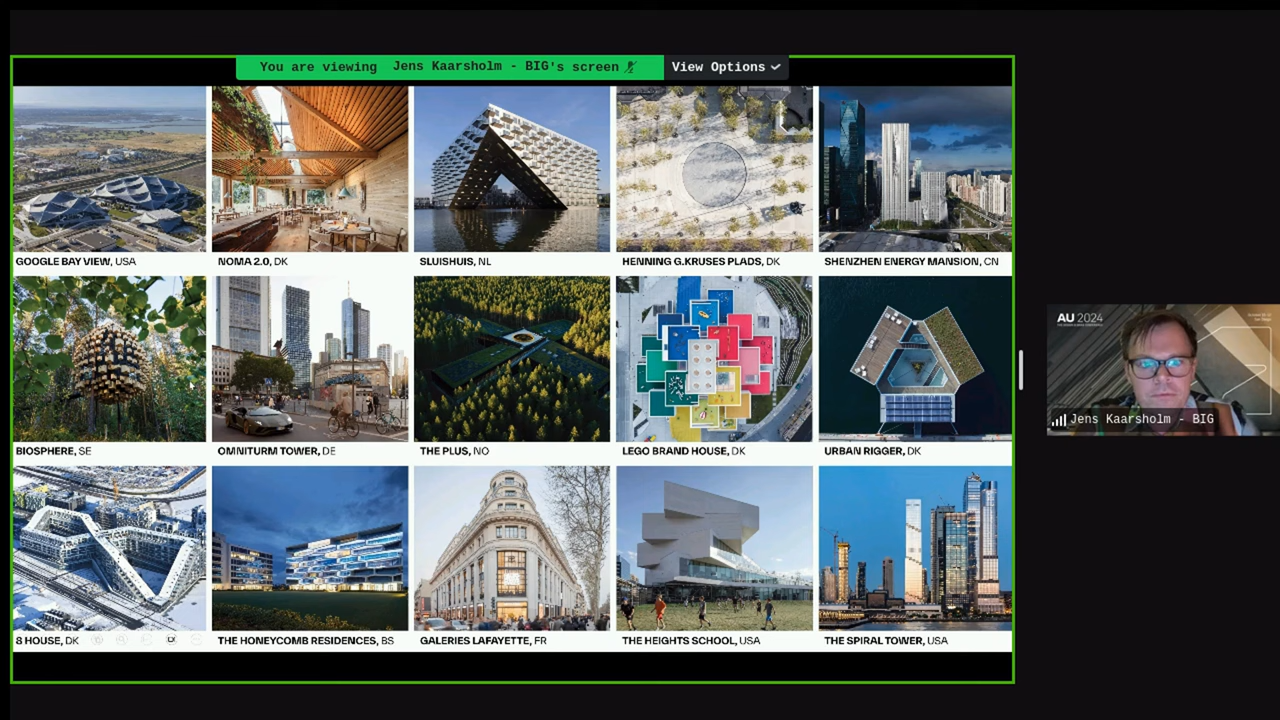 You are viewing Jens Kaarsholm - BIG's screen
View Options
GOOGLE BAY VIEW, USA
NOMA 2.0, DK
SLUISHUIS, NL
HENNING G.KRUSES PLADS, DK
SHENZHEN ENERGY MANSION, CN
BIOSPHERE, SE
OMNITURM TOWER, DE
THE PLUS, NO
LEGO BRAND HOUSE, DK
URBAN RIGGER, DK
8 HOUSE, DK
THE HONEYCOMB RESIDENCES, BS
GALERIES LAFAYETTE, FR
THE HEIGHTS SCHOOL, USA
THE SPIRAL TOWER, USA
AU 2024
Jens Kaarsholm - BIG